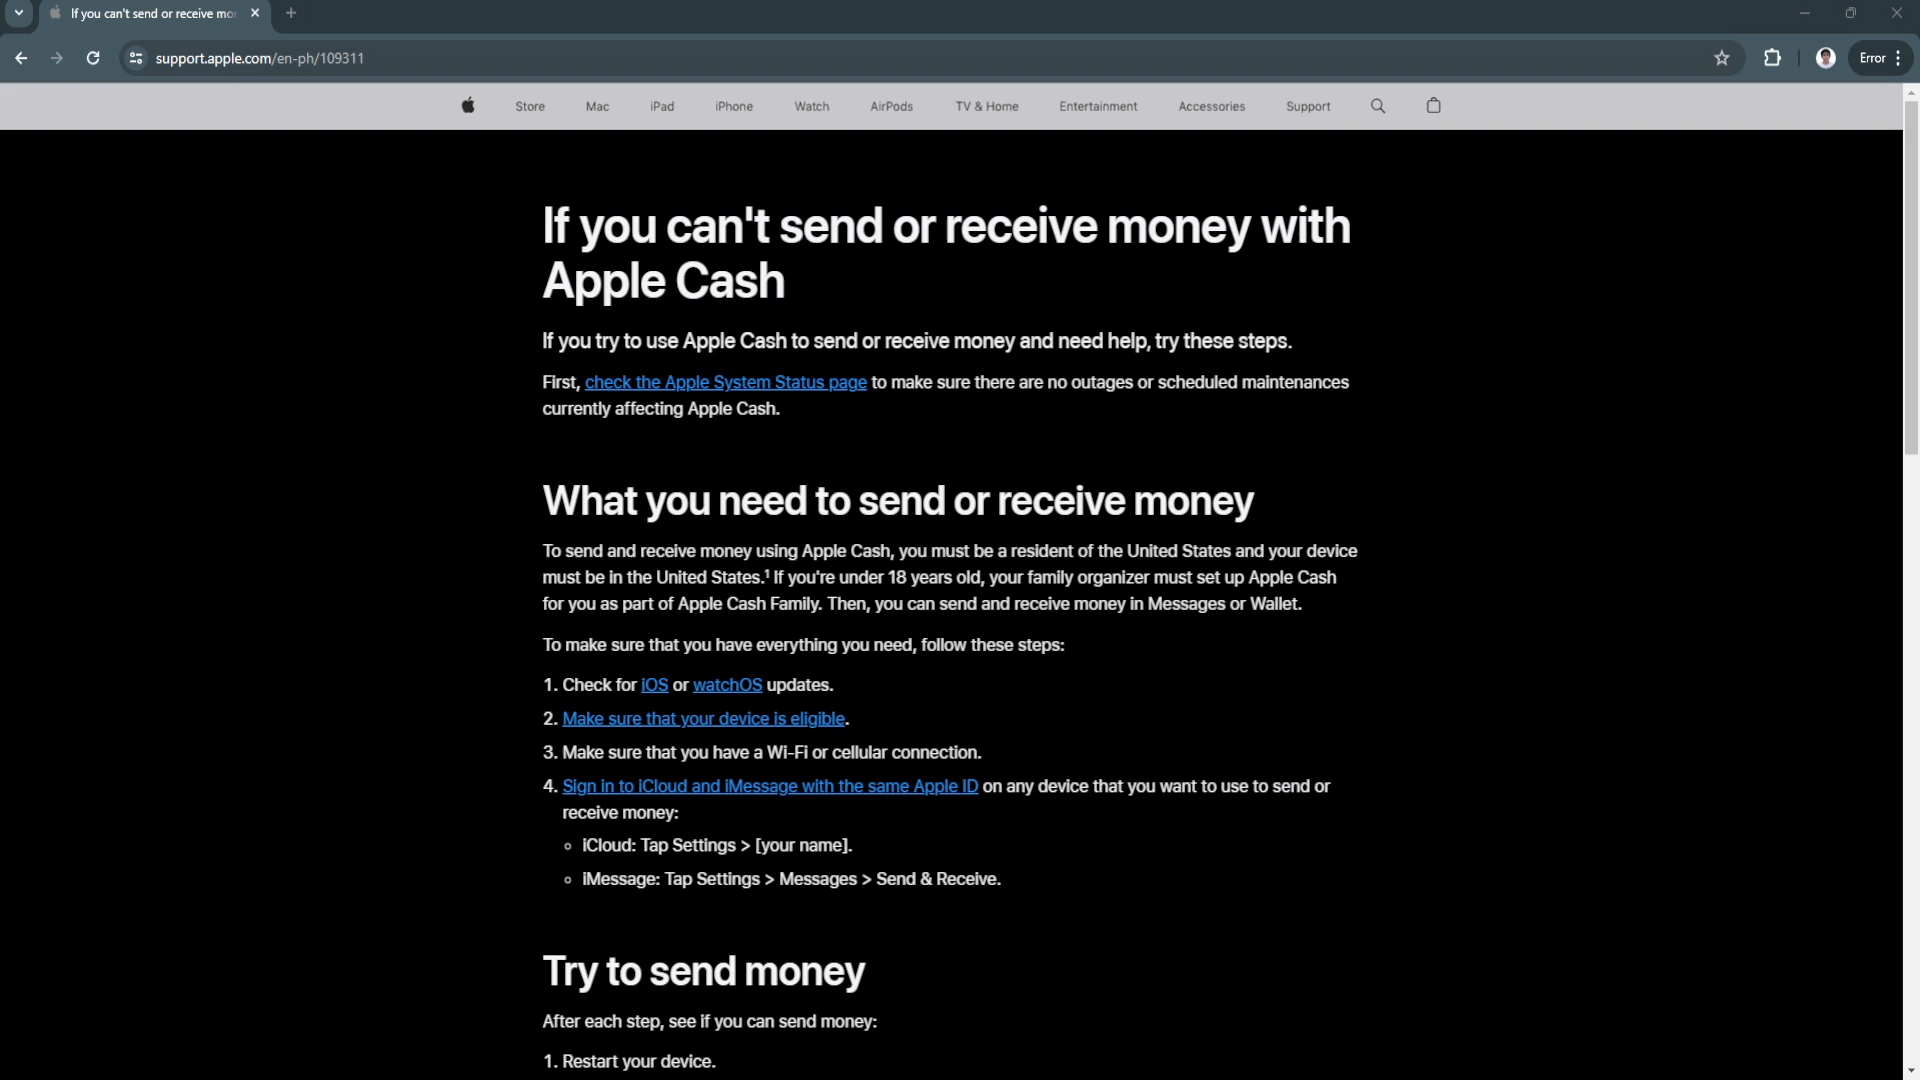 If you can't send or receive mon
support.apple.com/en-ph/109311
Error
Store Mac iPad iPhone Watch AirPods TV & Home Entertainment Accessories Support
If you can't send or receive money with
Apple Cash
If you try to use Apple Cash to send or receive money and need help, try these steps.
First, check the Apple System Status page to make sure there are no outages or scheduled maintenances
currently affecting Apple Cash.
What you need to send or receive money
To send and receive money using Apple Cash, you must be a resident of the United States and your device
must be in the United States.¹ If you're under 18 years old, your family organizer must set up Apple Cash
for you as part of Apple Cash Family. Then, you can send and receive money in Messages or Wallet.
To make sure that you have everything you need, follow these steps:
1. Check for iOS or watchOS updates.
2. Make sure that your device is eligible.
3. Make sure that you have a Wi-Fi or cellular connection.
4. Sign in to iCloud and iMessage with the same Apple ID on any device that you want to use to send or
receive money:
◦ iCloud: Tap Settings > [your name].
◦ iMessage: Tap Settings > Messages > Send & Receive.
Try to send money
After each step, see if you can send money:
1. Restart your device.